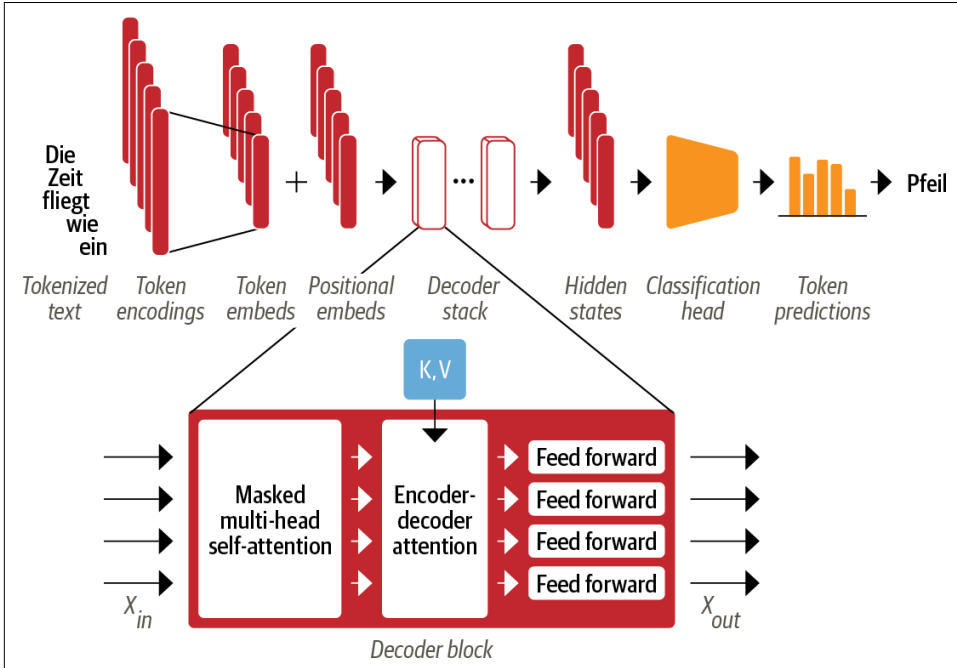 Die
Zeit
fliegt
wie
ein
Pfeil
Tokenized
text
Token
encodings
Token
embeds
+
Positional
embeds
Decoder
stack
...
Hidden
states
Classification
head
Token
predictions
K, V
Masked
multi-head
self-attention
Encoder-
decoder
attention
Feed forward
Feed forward
Feed forward
Feed forward
X_in
X_out
Decoder block